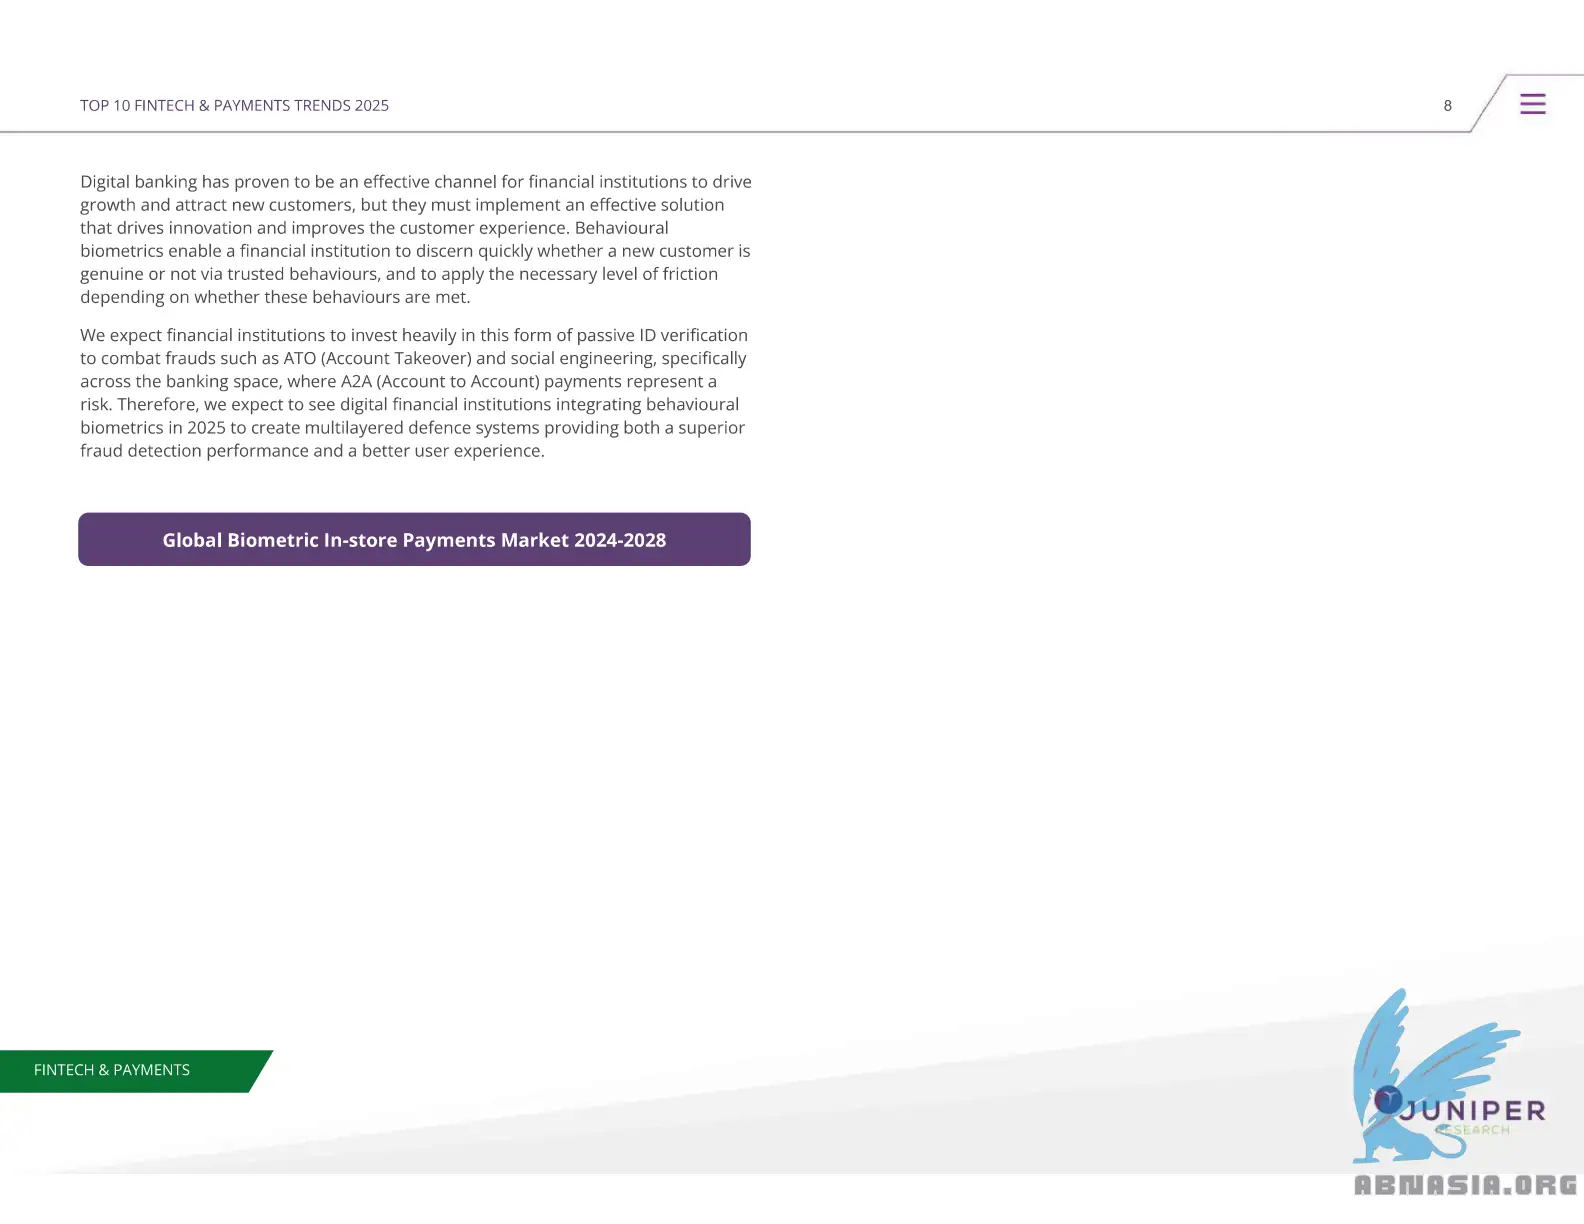 TOP 10 FINTECH & PAYMENTS TRENDS 2025
8
Digital banking has proven to be an effective channel for financial institutions to drive
growth and attract new customers, but they must implement an effective solution
that drives innovation and improves the customer experience. Behavioural
biometrics enable a financial institution to discern quickly whether a new customer is
genuine or not via trusted behaviours, and to apply the necessary level of friction
depending on whether these behaviours are met.
We expect financial institutions to invest heavily in this form of passive ID verification
to combat frauds such as ATO (Account Takeover) and social engineering, specifically
across the banking space, where A2A (Account to Account) payments represent a
risk. Therefore, we expect to see digital financial institutions integrating behavioural
biometrics in 2025 to create multilayered defence systems providing both a superior
fraud detection performance and a better user experience.
Global Biometric In-store Payments Market 2024-2028
FINTECH & PAYMENTS
JUNIPER
RESEARCH
ABNASIA.ORG